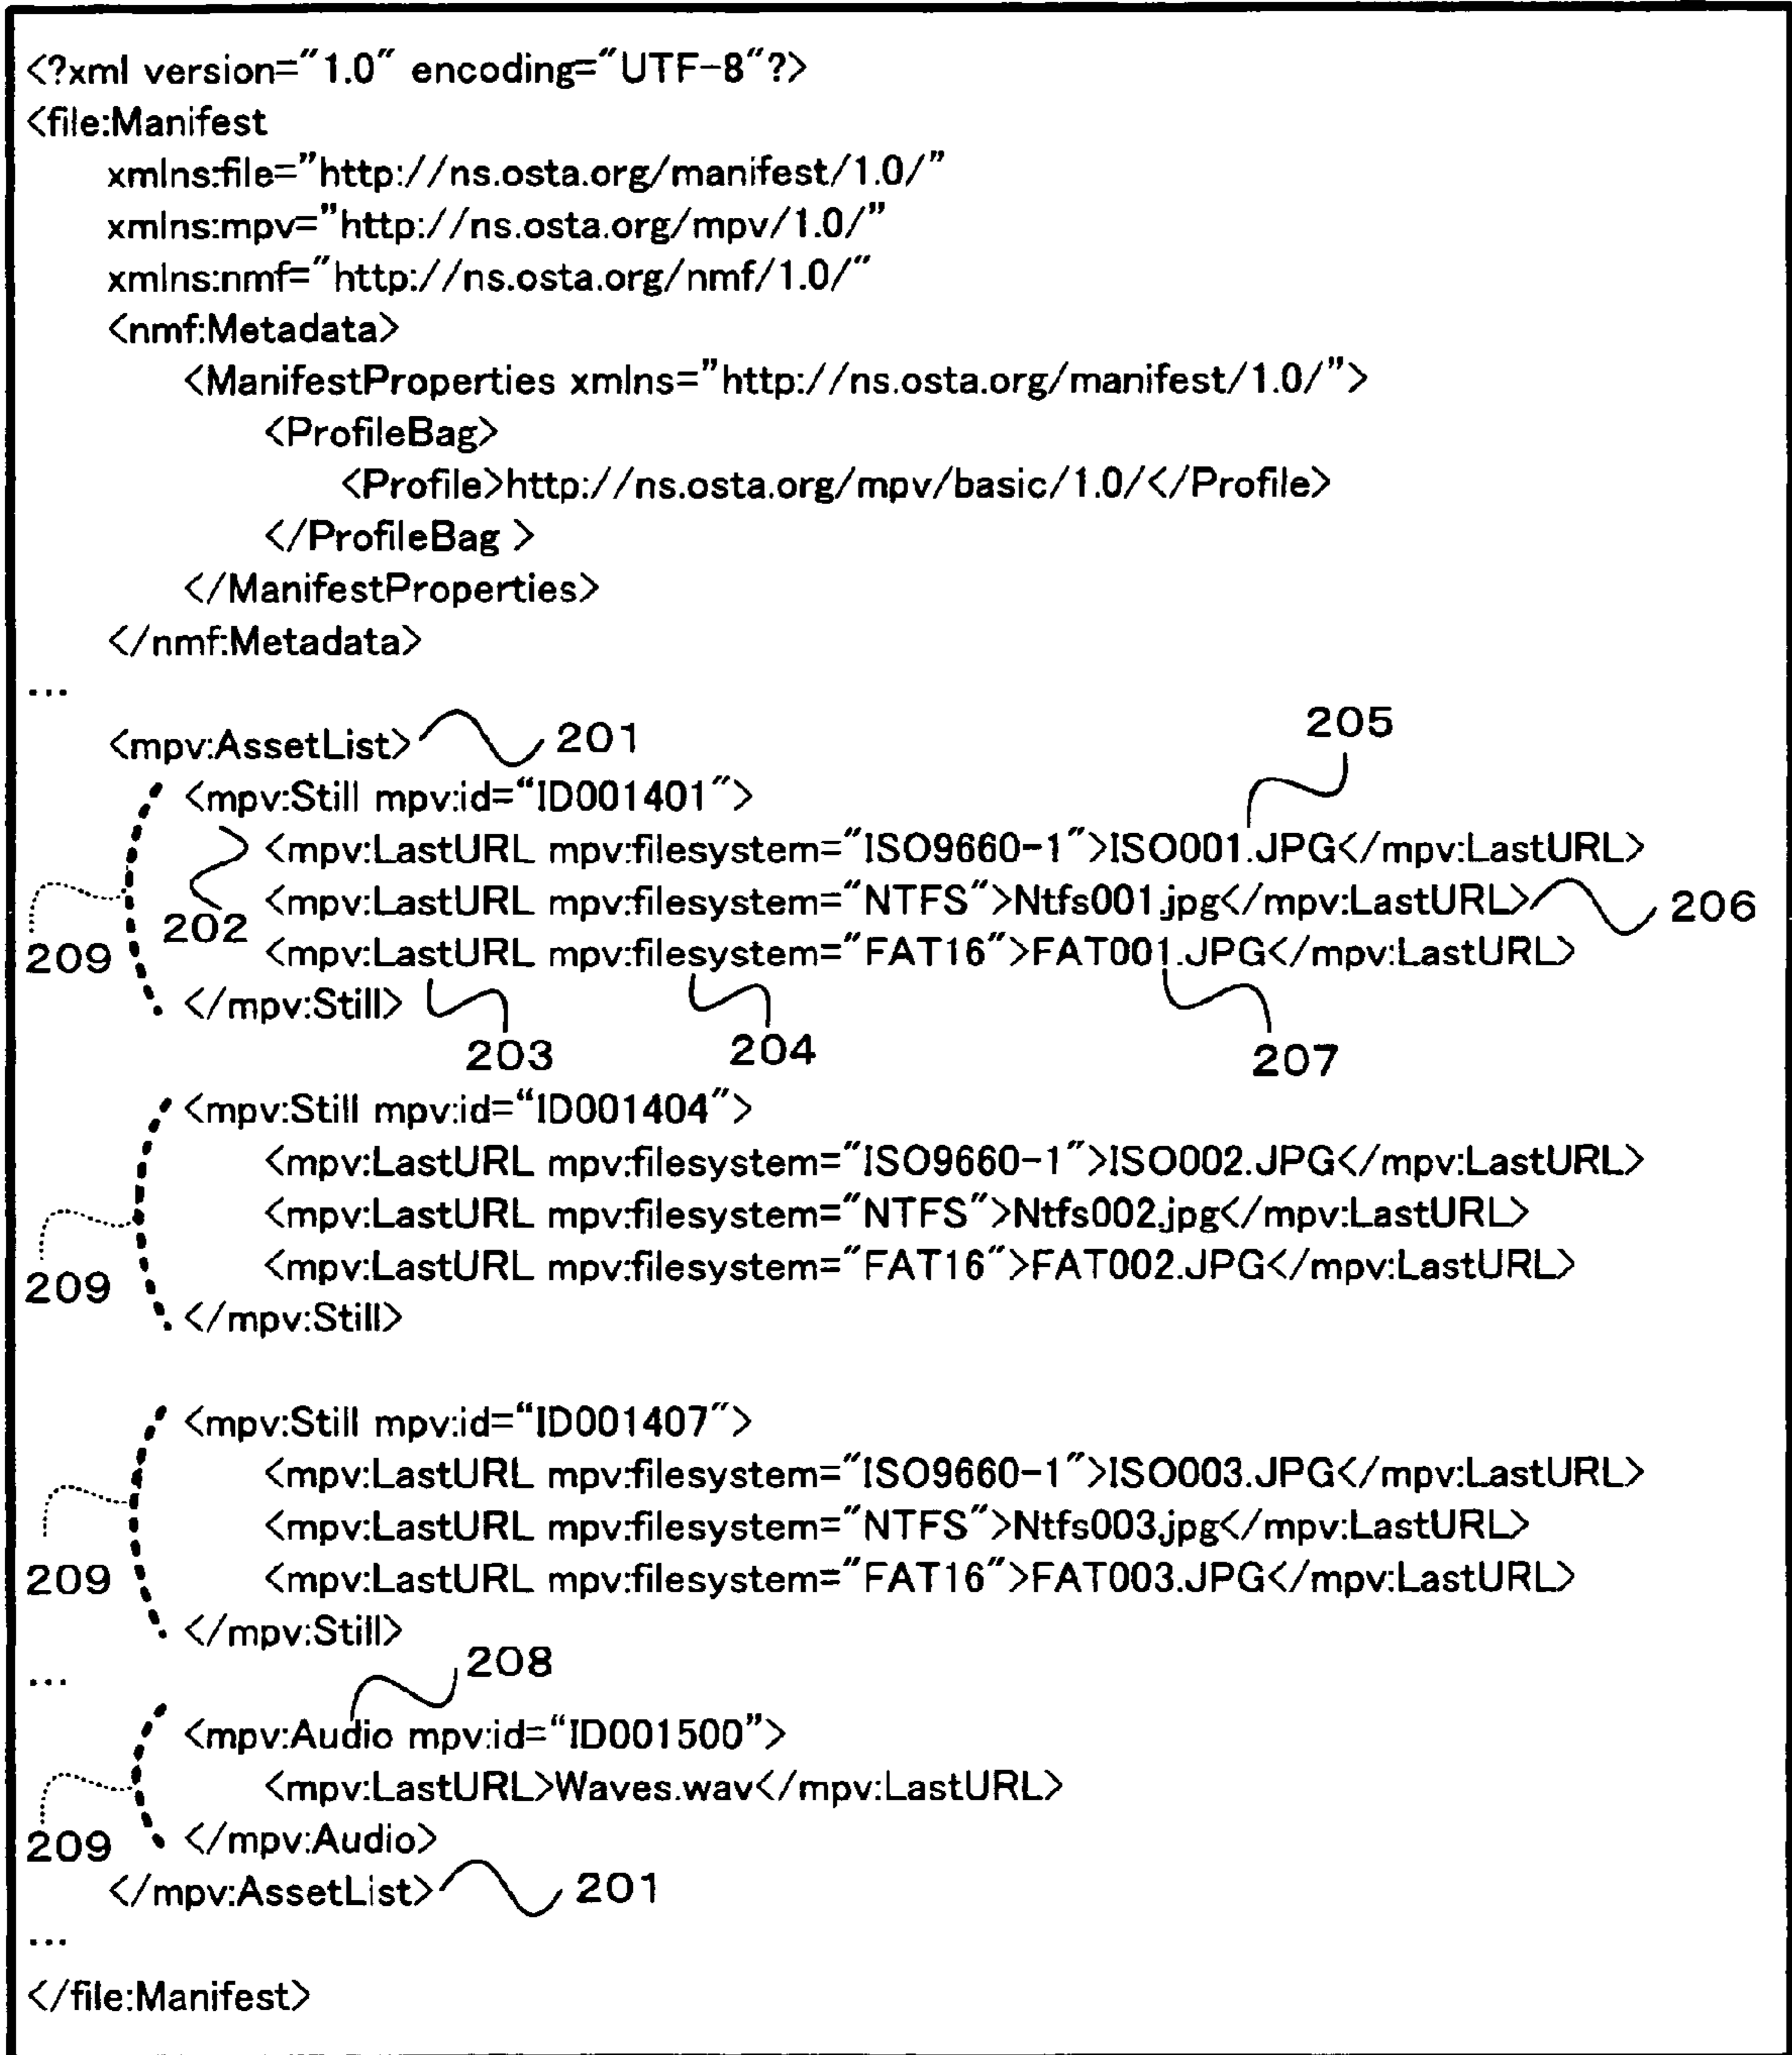 <?xml version="1.0" encoding="UTF-8"?>
<file:Manifest
xmlns:file="http://ns.osta.org/manifest/1.0/"
xmlns:mpv="http://ns.osta.org/mpv/1.0/"
xmlns:nmf="http://ns.osta.org/nmf/1.0/"
<nmf:Metadata>
<ManifestProperties xmlns="http://ns.osta.org/manifest/1.0/">
<ProfileBag>
<Profile>http://ns.osta.org/mpv/basic/1.0/</Profile>
</ProfileBag >
</ManifestProperties>
</nmf:Metadata>
...
205
<mpv:AssetList> 201
<mpv:Still mpv:id="ID001401">
<mpv:LastURL mpv:filesystem="ISO9660-1">ISO001.JPG</mpv:LastURL>
202 <mpv:LastURL mpv:filesystem="NTFS">Ntfs001.jpg</mpv:LastURL> 206
209 <mpv:LastURL mpv:filesystem="FAT16">FAT001.JPG</mpv:LastURL>
</mpv:Still>
203 204 207
<mpv:Still mpv:id="ID001404">
<mpv:LastURL mpv:filesystem="ISO9660-1">ISO002.JPG</mpv:LastURL>
<mpv:LastURL mpv:filesystem="NTFS">Ntfs002.jpg</mpv:LastURL>
209 <mpv:LastURL mpv:filesystem="FAT16">FAT002.JPG</mpv:LastURL>
</mpv:Still>
<mpv:Still mpv:id="ID001407">
<mpv:LastURL mpv:filesystem="ISO9660-1">ISO003.JPG</mpv:LastURL>
<mpv:LastURL mpv:filesystem="NTFS">Ntfs003.jpg</mpv:LastURL>
209 <mpv:LastURL mpv:filesystem="FAT16">FAT003.JPG</mpv:LastURL>
</mpv:Still>
208
...
<mpv:Audio mpv:id="ID001500">
<mpv:LastURL>Waves.wav</mpv:LastURL>
209 </mpv:Audio>
</mpv:AssetList> 201
...
</file:Manifest>